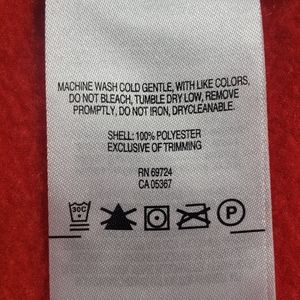 MACHINE WASH COLD GENTLE, WITH LIKE COLORS,
DO NOT BLEACH, TUMBLE DRY LOW, REMOVE
PROMPTLY, DO NOT IRON, DRYCLEANABLE.
SHELL: 100% POLYESTER
EXCLUSIVE OF TRIMMING
RN 69724
CA 05367
30C P